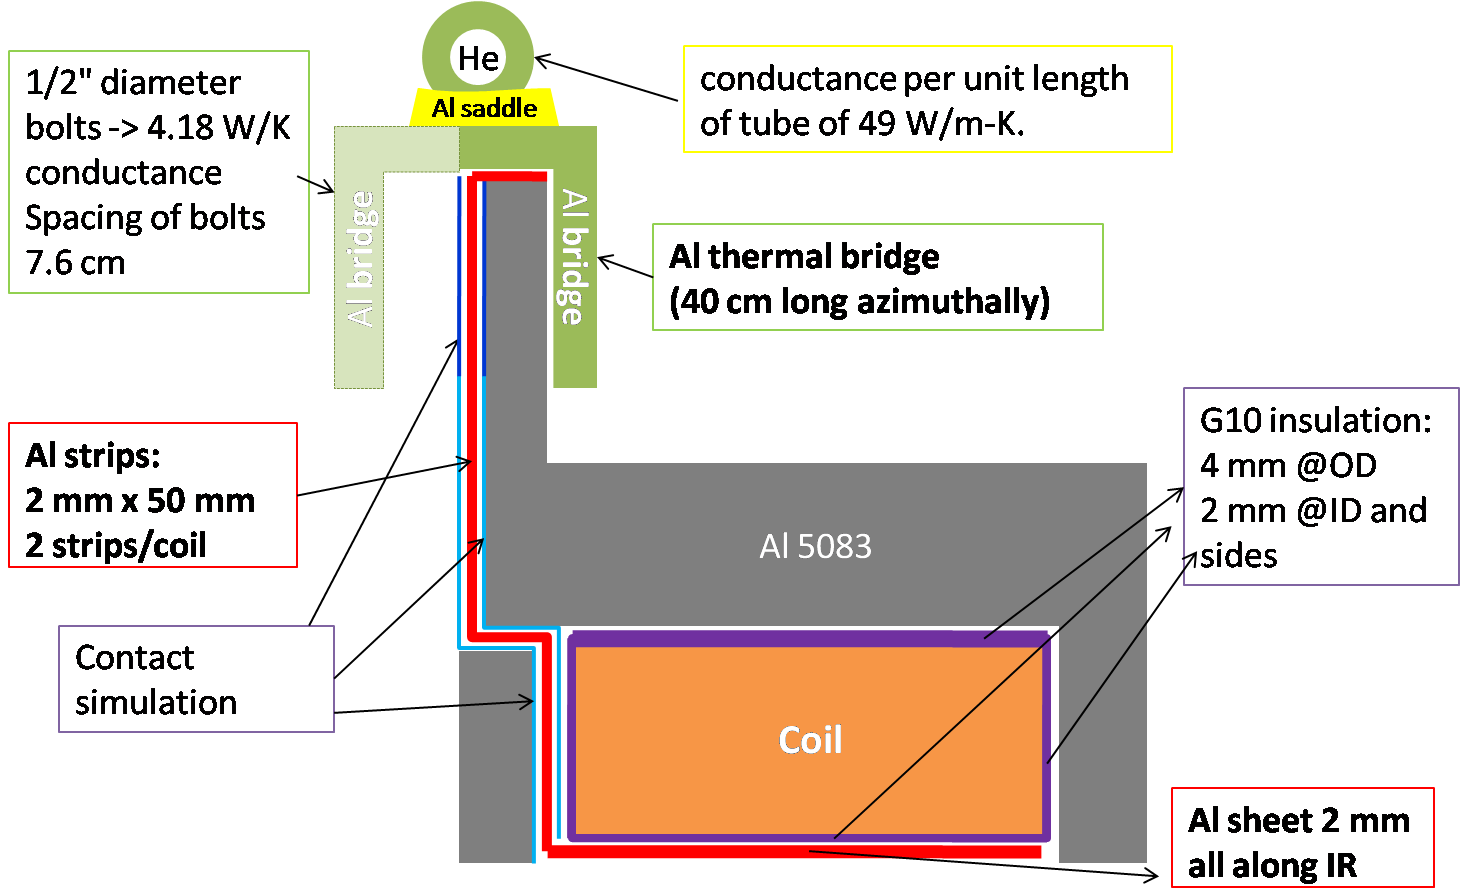 He
Al saddle
1/2" diameter
bolts -> 4.18 W/K
conductance
Spacing of bolts
7.6 cm
conductance per unit length
of tube of 49 W/m-K.
Al bridge
Al bridge
Al thermal bridge
(40 cm long azimuthally)
Al strips:
2 mm x 50 mm
2 strips/coil
G10 insulation:
4 mm @OD
2 mm @ID and
sides
Al 5083
Contact
simulation
Coil
Al sheet 2 mm
all along IR